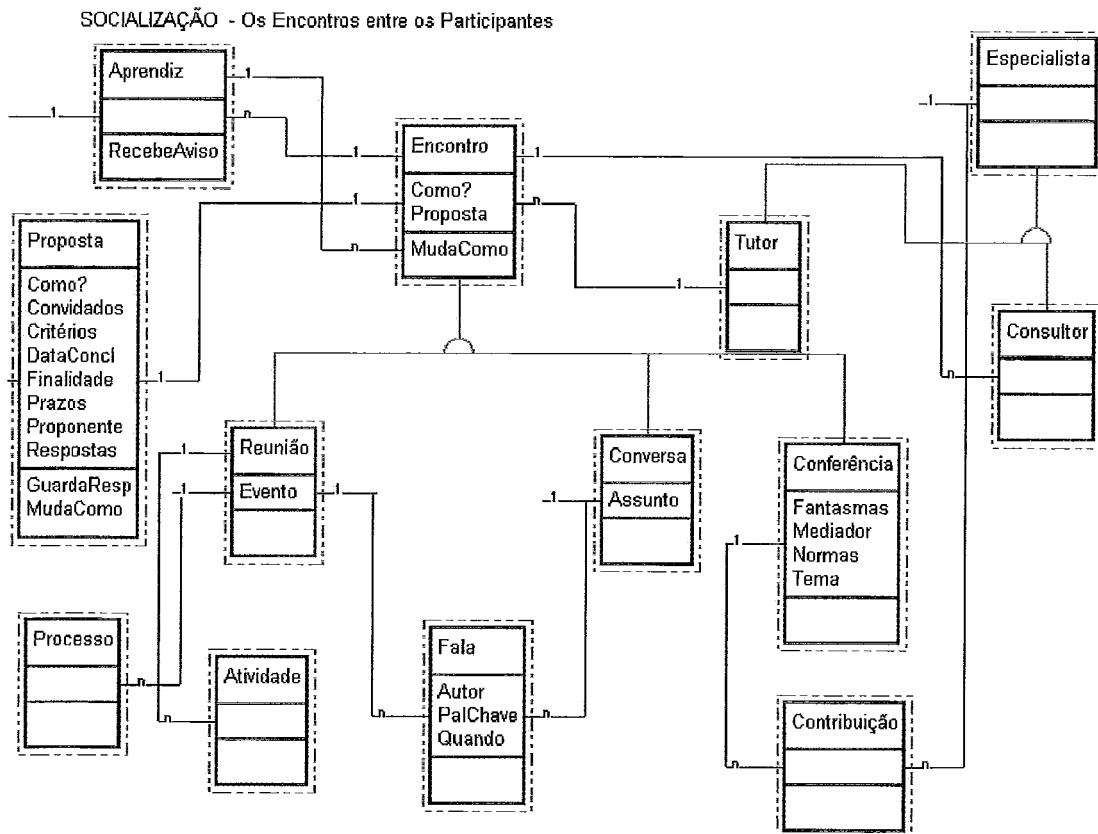 SOCIALIZAÇÃO - Os Encontros entre os Participantes
Aprendiz
RecebeAviso
1
1
n
Encontro
Como?
Proposta
MudaComo
1
1
n
1
n
Especialista
1
Proposta
Como?
Convidados
Critérios
DataConcl
Finalidade
Prazos
Proponente
Respostas
GuardaResp
MudaComo
1
Tutor
1
Consultor
n
Reunião
Evento
1
1
1
Conversa
Assunto
1
Conferência
Fantasmas
Mediador
Normas
Tema
1
Processo
n
Atividade
n
Fala
Autor
PalChave
Quando
n
n
Contribuição
n
n